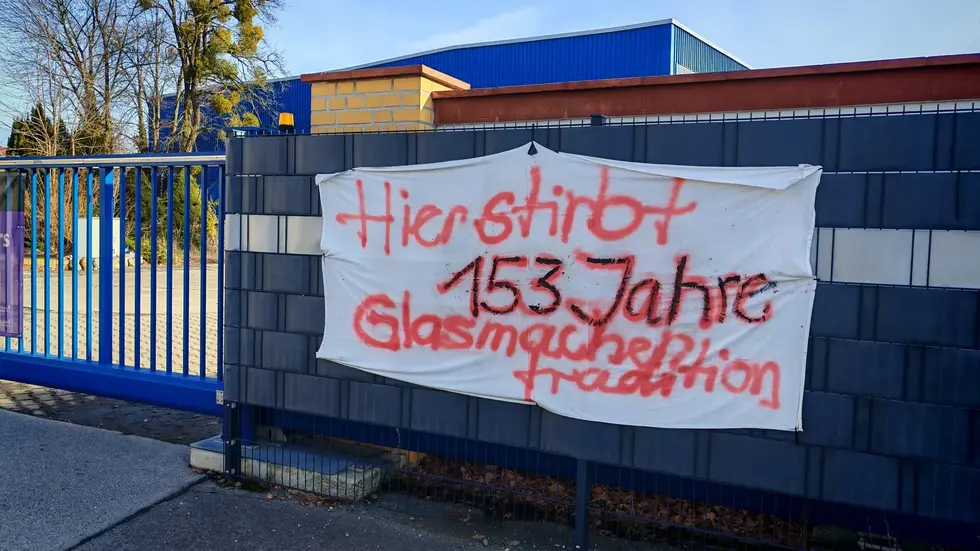 Hier stirbt
153 Jahre
Glasmacher
tradition